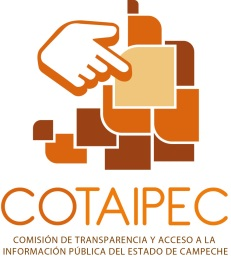 COTAIPEC
COMISIÓN DE TRANSPARENCIA Y ACCESO A LA
INFORMACIÓN PÚBLICA DEL ESTADO DE CAMPECHE